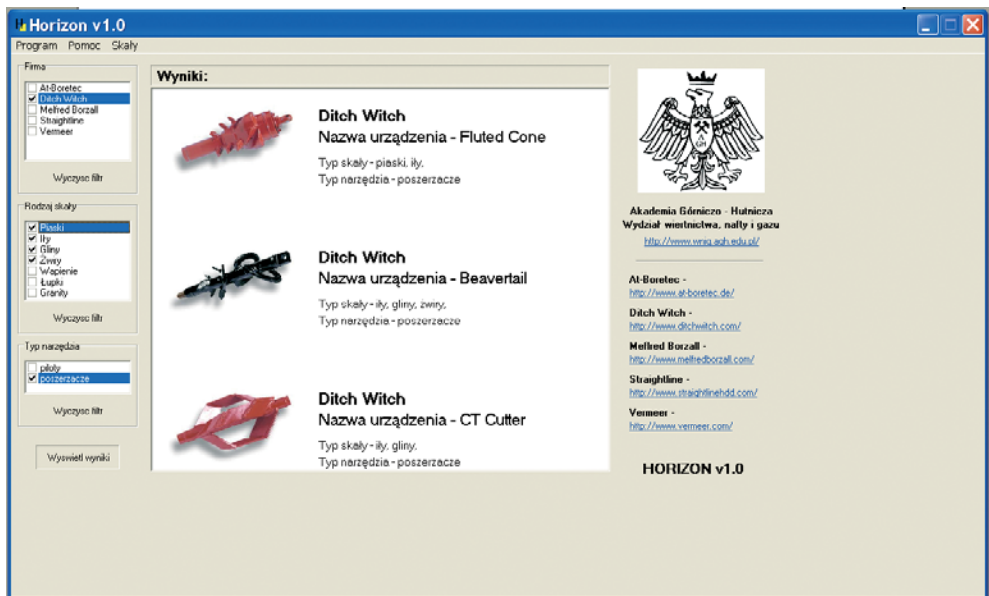 Horizon v1.0
Program Pomoc Skały
Firma
At-Boretec
Ditch Witch
Melfred Borzall
Straightline
Vermeer
Wyczysc filtr
Rodzaj skały
Piaski
Iły
Gliny
Żwiry
Wapienie
Łupki
Granity
Wyczysc filtr
Typ narzędzia
piloty
poszerzacze
Wyczysc filtr
Wyswietl wyniki
Wyniki:
Ditch Witch
Nazwa urządzenia - Fluted Cone
Typ skały - piaski, iły,
Typ narzędzia - poszerzacze
Ditch Witch
Nazwa urządzenia - Beavertail
Typ skały - iły, gliny, żwiry,
Typ narzędzia - poszerzacze
Ditch Witch
Nazwa urządzenia - CT Cutter
Typ skały - iły, gliny,
Typ narzędzia - poszerzacze
A
GH
Akademia Górniczo - Hutnicza
Wydział wiertnictwa, nafty i gazu
http://www.wnig.agh.edu.pl/
At-Boretec -
http://www.at-boretec.de/
Ditch Witch -
http://www.ditchwitch.com/
Melfred Borzall -
http://www.melfredborzall.com/
Straightline -
http://www.straightlinehdd.com/
Vermeer -
http://www.vermeer.com/
HORIZON v1.0